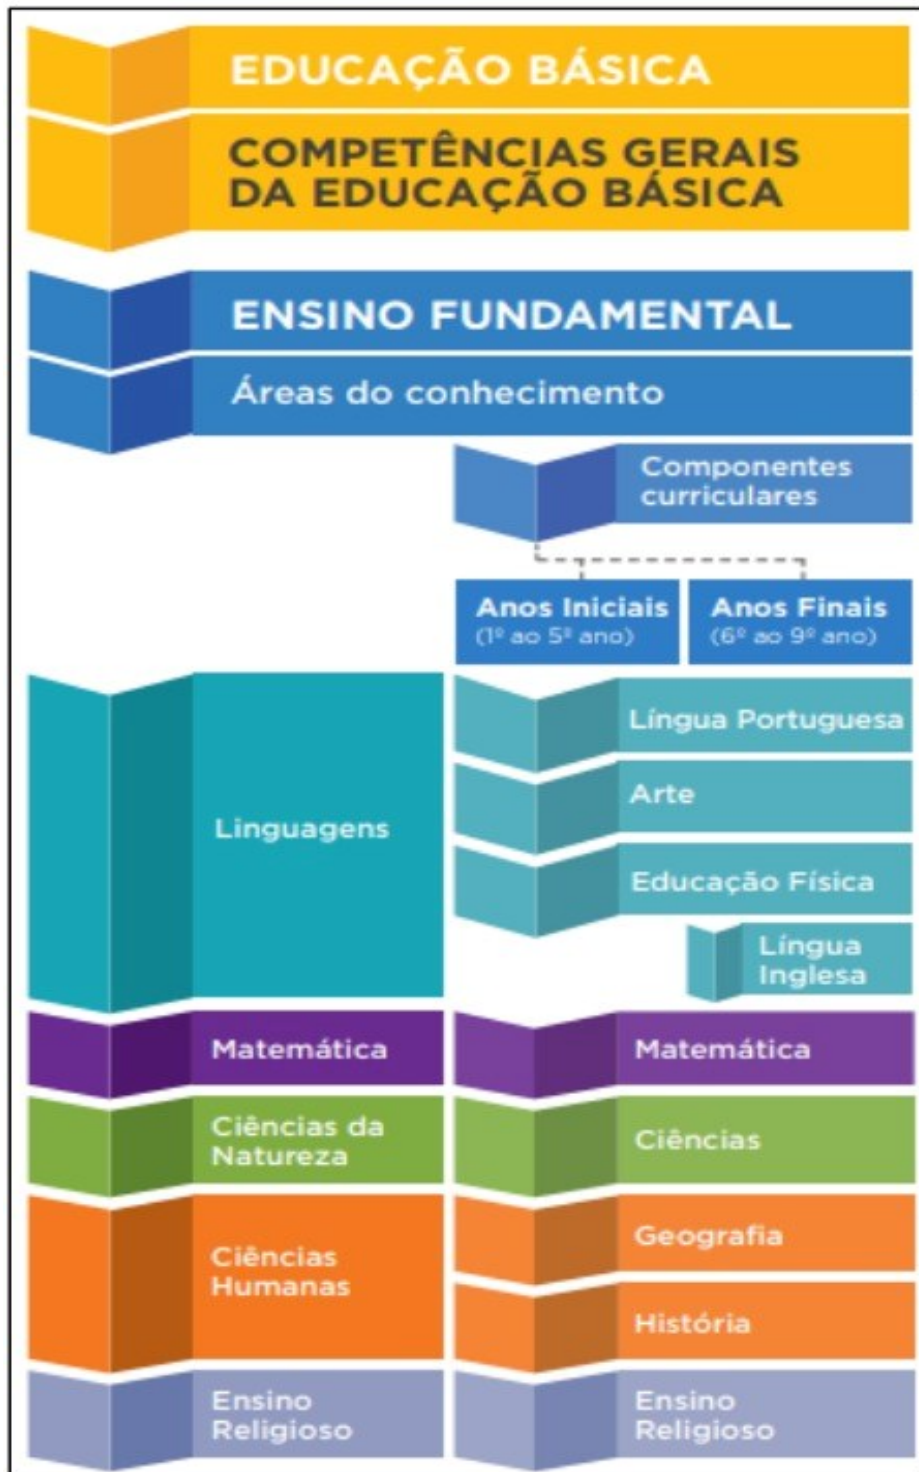 EDUCAÇÃO BÁSICA
COMPETÊNCIAS GERAIS
DA EDUCAÇÃO BÁSICA
ENSINO FUNDAMENTAL
Áreas do conhecimento
Componentes
curriculares
Anos Iniciais
(1º ao 5º ano)
Anos Finais
(6º ao 9º ano)
Linguagens
Língua Portuguesa
Arte
Educação Física
Língua
Inglesa
Matemática
Matemática
Ciências da
Natureza
Ciências
Ciências
Humanas
Geografia
História
Ensino
Religioso
Ensino
Religioso